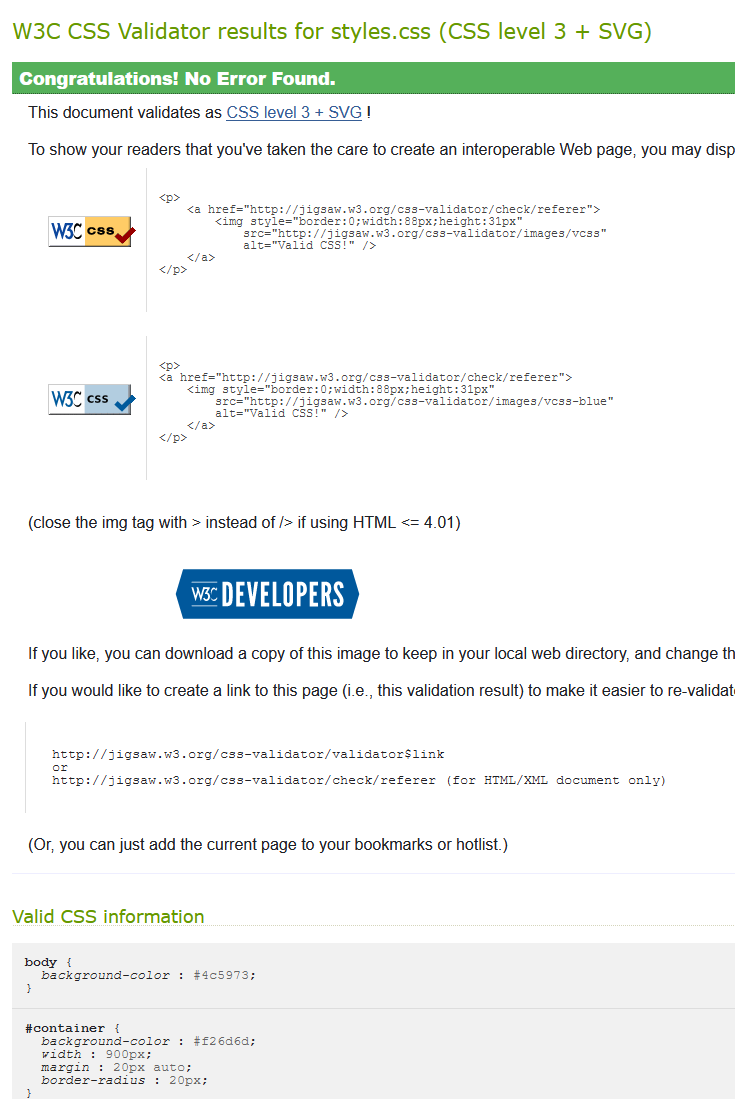 W3C CSS Validator results for styles.css (CSS level 3 + SVG)
Congratulations! No Error Found.
This document validates as CSS level 3 + SVG !
To show your readers that you've taken the care to create an interoperable Web page, you may disp
W3C css
<p>
<a href="http://jigsaw.w3.org/css-validator/check/referer">
<img style="border:0;width:88px;height:31px"
src="http://jigsaw.w3.org/css-validator/images/vcss"
alt="Valid CSS!" />
</a>
</p>
W3C css
<p>
<a href="http://jigsaw.w3.org/css-validator/check/referer">
<img style="border:0;width:88px;height:31px"
src="http://jigsaw.w3.org/css-validator/images/vcss-blue"
alt="Valid CSS!" />
</a>
</p>
(close the img tag with > instead of /> if using HTML <= 4.01)
W3C DEVELOPERS
If you like, you can download a copy of this image to keep in your local web directory, and change th
If you would like to create a link to this page (i.e., this validation result) to make it easier to re-validat
http://jigsaw.w3.org/css-validator/validator$link
or
http://jigsaw.w3.org/css-validator/check/referer (for HTML/XML document only)
(Or, you can just add the current page to your bookmarks or hotlist.)
Valid CSS information
body {
background-color : #4c5973;
}
#container {
background-color : #f26d6d;
width : 900px;
margin : 20px auto;
border-radius : 20px;
}